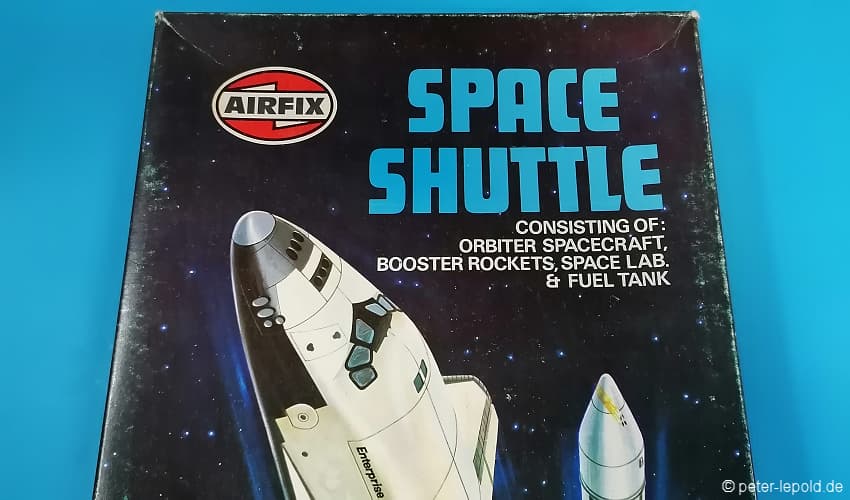 AIRFIX
SPACE
SHUTTLE
CONSISTING OF:
ORBITER SPACECRAFT,
BOOSTER ROCKETS, SPACE LAB.
& FUEL TANK
Enterprise
© peter-lepold.de